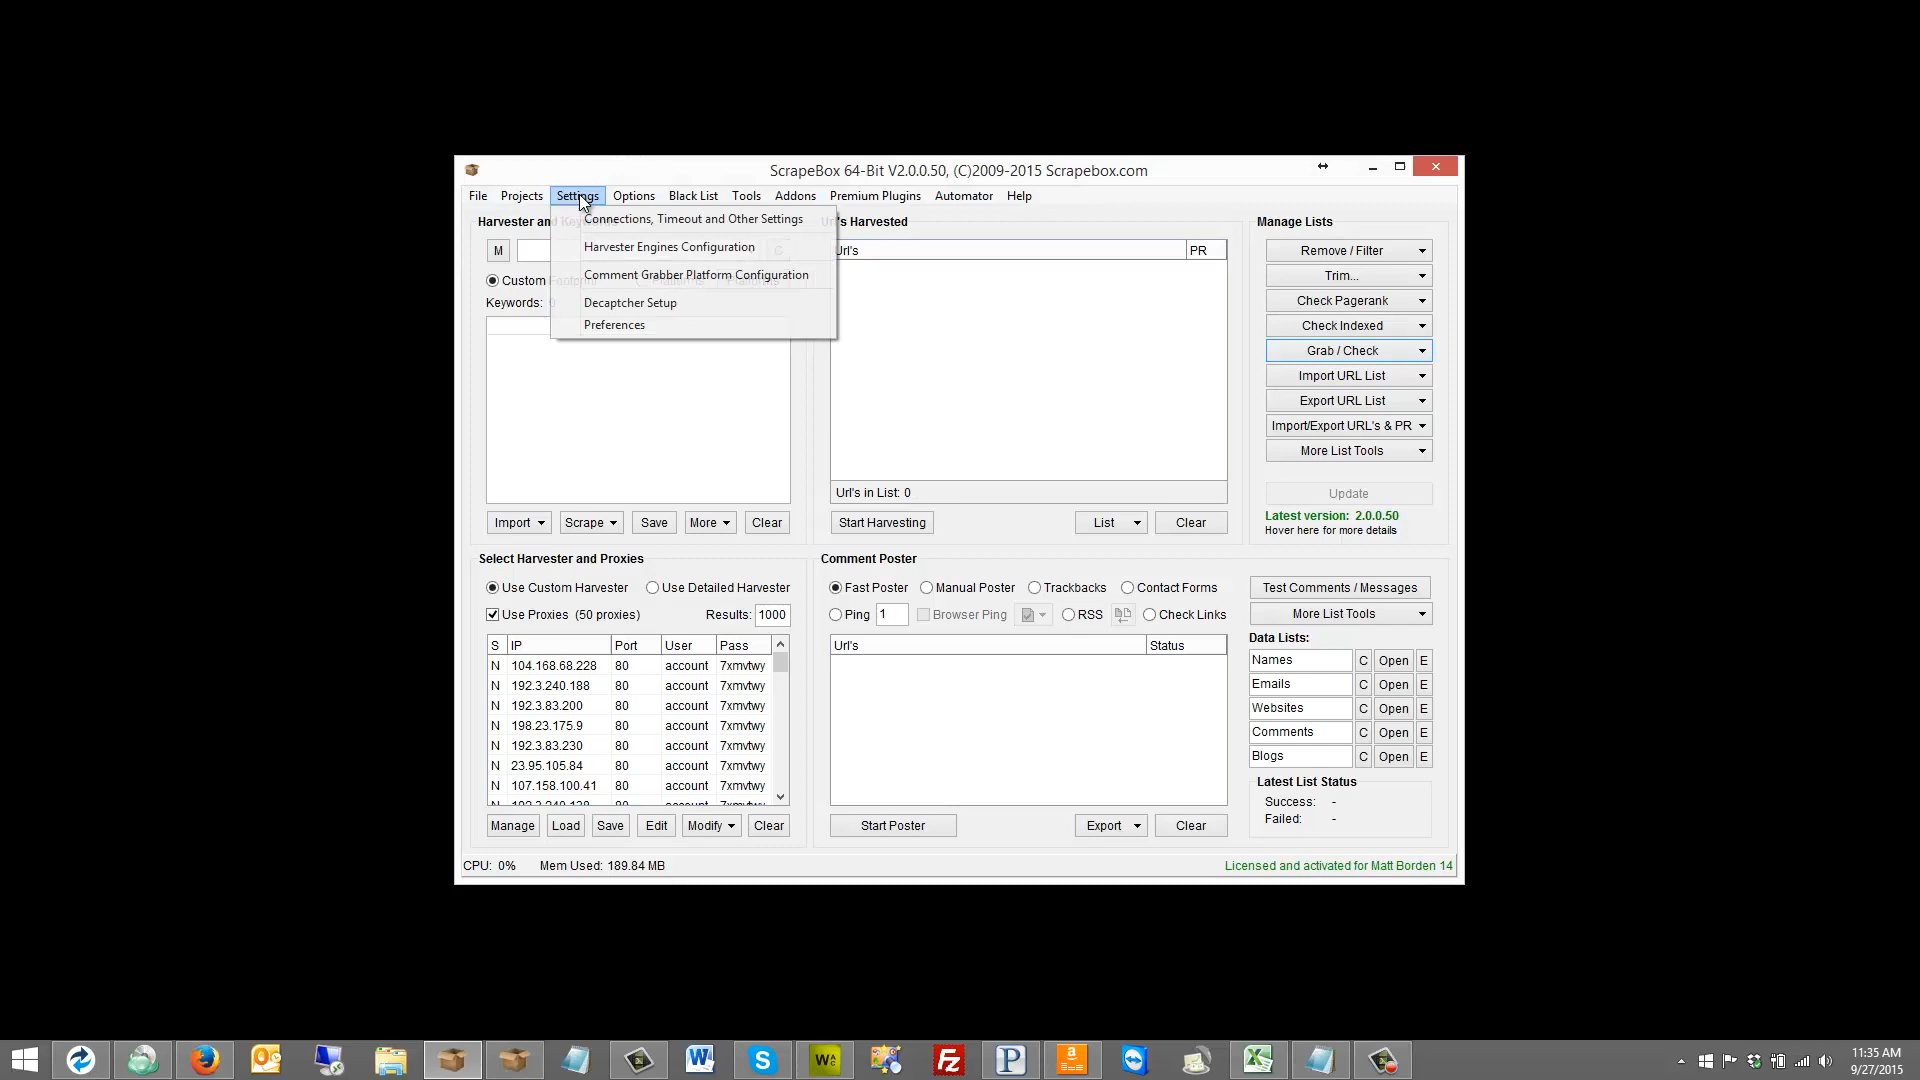 ScrapeBox 64-Bit V2.0.0.50, (C)2009-2015 Scrapebox.com
File Projects Settings Options Black List Tools Addons Premium Plugins Automator Help
Connections, Timeout and Other Settings
Harvester Engines Configuration
Comment Grabber Platform Configuration
Decaptcher Setup
Preferences
Harvester and
M
Custom
Keywords:
Import Scrape Save More Clear
Url's Harvested
Url's PR
Url's in List: 0
Start Harvesting List Clear
Manage Lists
Remove / Filter
Trim...
Check Pagerank
Check Indexed
Grab / Check
Import URL List
Export URL List
Import/Export URL's & PR
More List Tools
Update
Latest version: 2.0.0.50
Hover here for more details
Select Harvester and Proxies
Use Custom Harvester Use Detailed Harvester
Use Proxies (50 proxies) Results: 1000
S IP Port User Pass
N 104.168.68.228 80 account 7xmvtwy
N 192.3.240.188 80 account 7xmvtwy
N 192.3.83.200 80 account 7xmvtwy
N 198.23.175.9 80 account 7xmvtwy
N 192.3.83.230 80 account 7xmvtwy
N 23.95.105.84 80 account 7xmvtwy
N 107.158.100.41 80 account 7xmvtwy
Manage Load Save Edit Modify Clear
Comment Poster
Fast Poster Manual Poster Trackbacks Contact Forms
Ping 1 Browser Ping RSS Check Links
Url's Status
Start Poster Export Clear
Test Comments / Messages
More List Tools
Data Lists:
Names C Open E
Emails C Open E
Websites C Open E
Comments C Open E
Blogs C Open E
Latest List Status
Success: -
Failed: -
CPU: 0% Mem Used: 189.84 MB Licensed and activated for Matt Borden 14
11:35 AM
9/27/2015